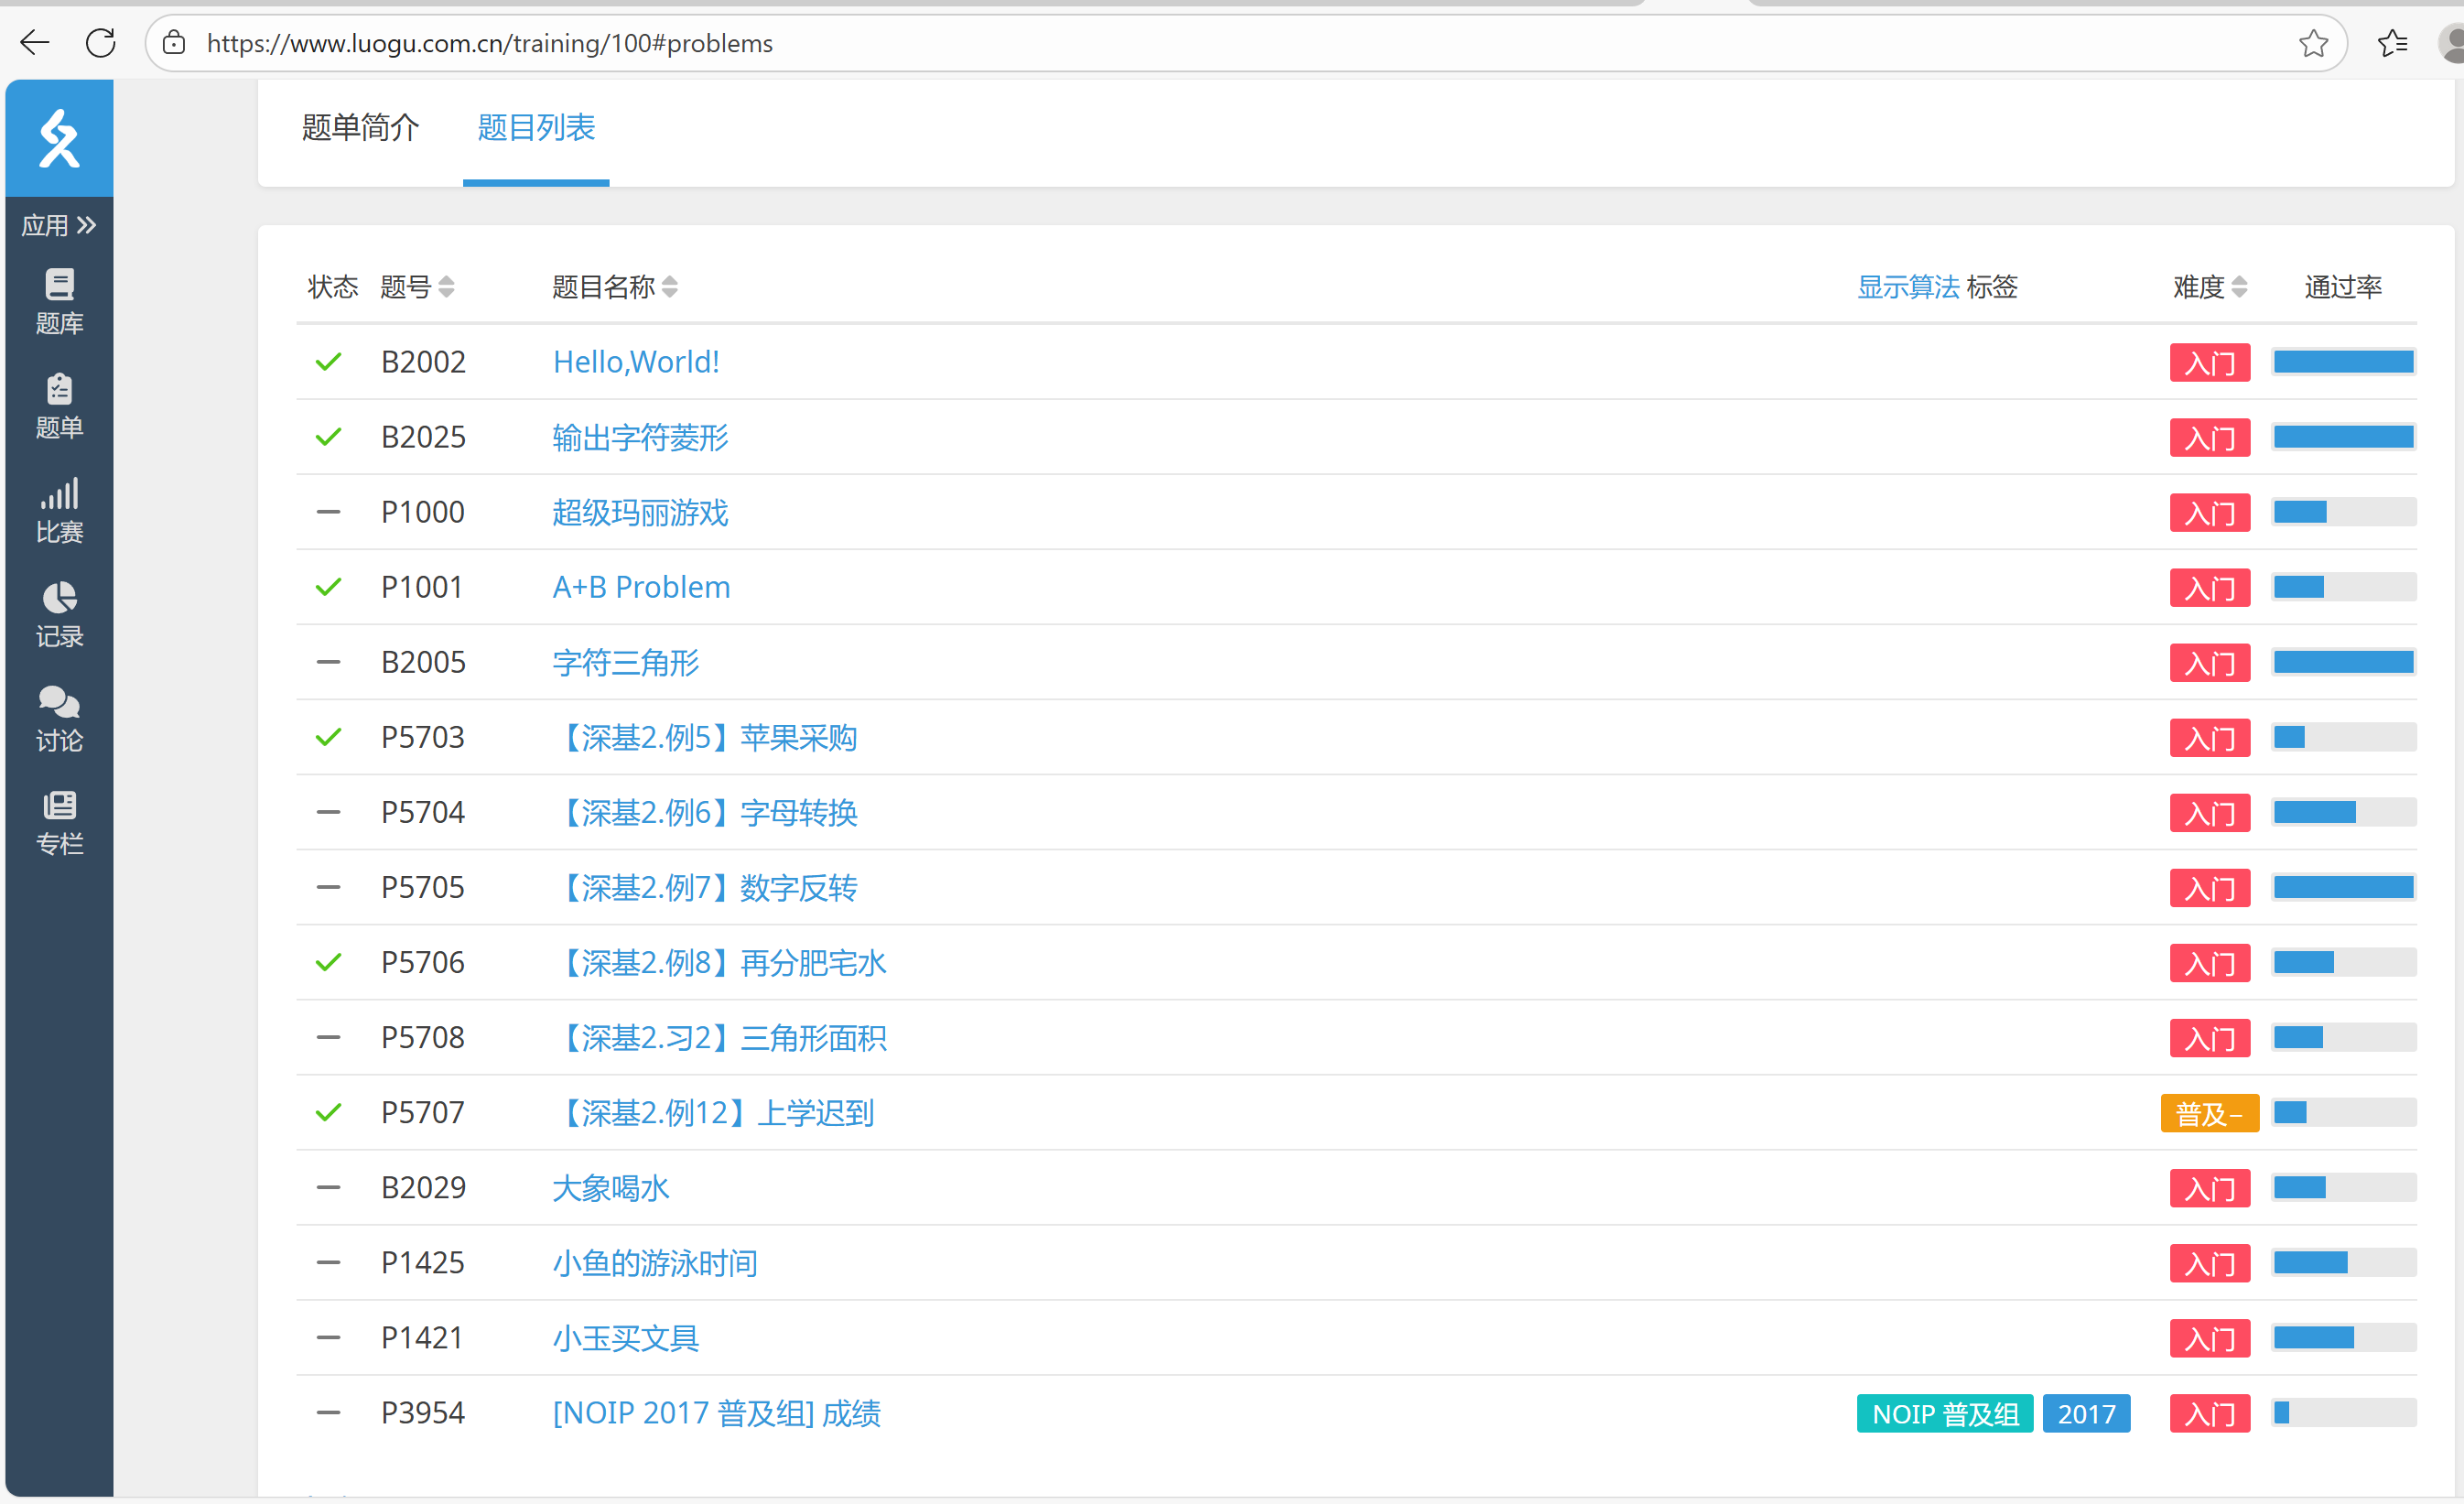 https://www.luogu.com.cn/training/100#problems
题单简介 题目列表
应用
题库
题单
比赛
记录
讨论
专栏
状态 题号 题目名称 显示算法 标签 难度 通过率
B2002 Hello,World! 入门
B2025 输出字符菱形 入门
P1000 超级玛丽游戏 入门
P1001 A+B Problem 入门
B2005 字符三角形 入门
P5703 【深基2.例5】苹果采购 入门
P5704 【深基2.例6】字母转换 入门
P5705 【深基2.例7】数字反转 入门
P5706 【深基2.例8】再分肥宅水 入门
P5708 【深基2.习2】三角形面积 入门
P5707 【深基2.例12】上学迟到 普及−
B2029 大象喝水 入门
P1425 小鱼的游泳时间 入门
P1421 小玉买文具 入门
P3954 [NOIP 2017 普及组] 成绩 NOIP 普及组 2017 入门